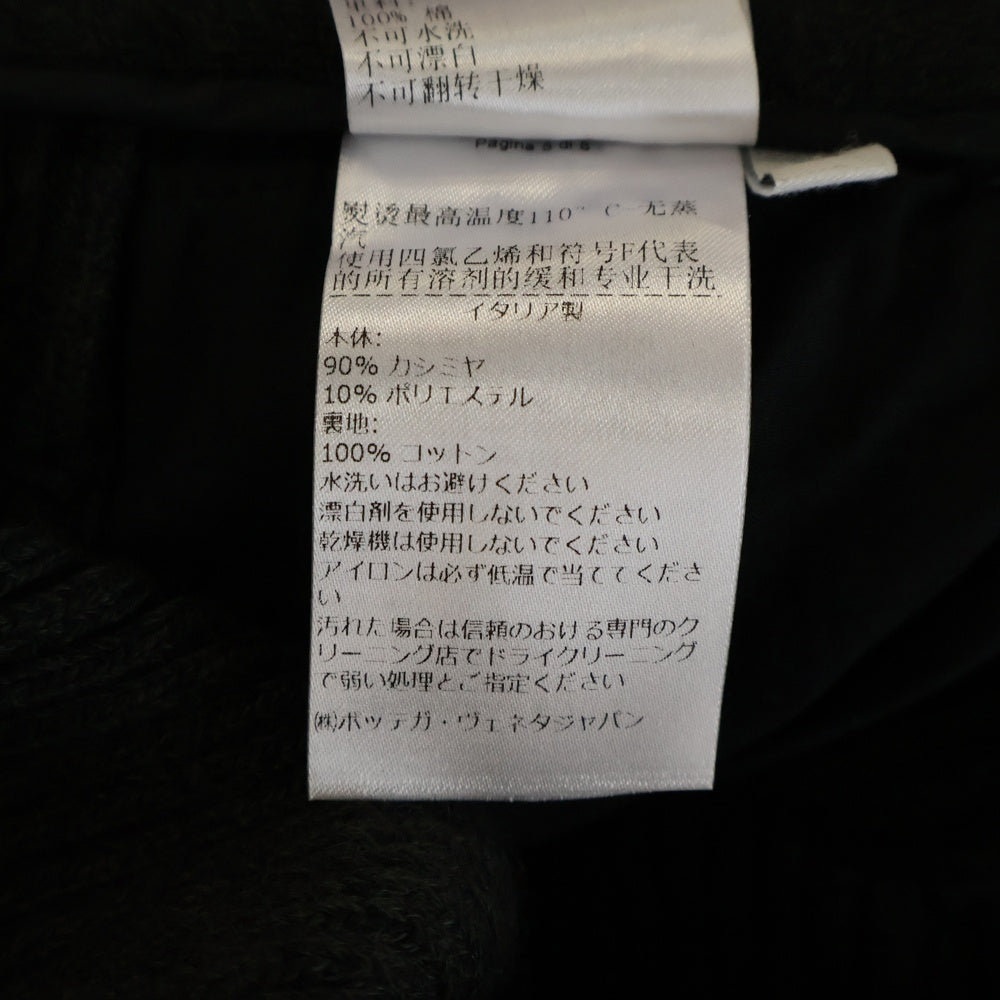 100% 棉
不可水洗
不可漂白
不可翻转干燥
Pagina 5 di 6
熨烫最高温度110° C 无蒸
汽
使用四氯乙烯和符号F代表
的所有溶剂的缓和专业干洗
イタリア製
本体:
90% カシミヤ
10% ポリエステル
裏地:
100% コットン
水洗いはお避けください
漂白剤を使用しないでください
乾燥機は使用しないでください
アイロンは必ず低温で当ててくださ
い
汚れた場合は信頼のおける専門のク
リーニング店でドライクリーニング
で弱い処理とご指定ください
㈱ボッテガ・ヴェネタジャパン